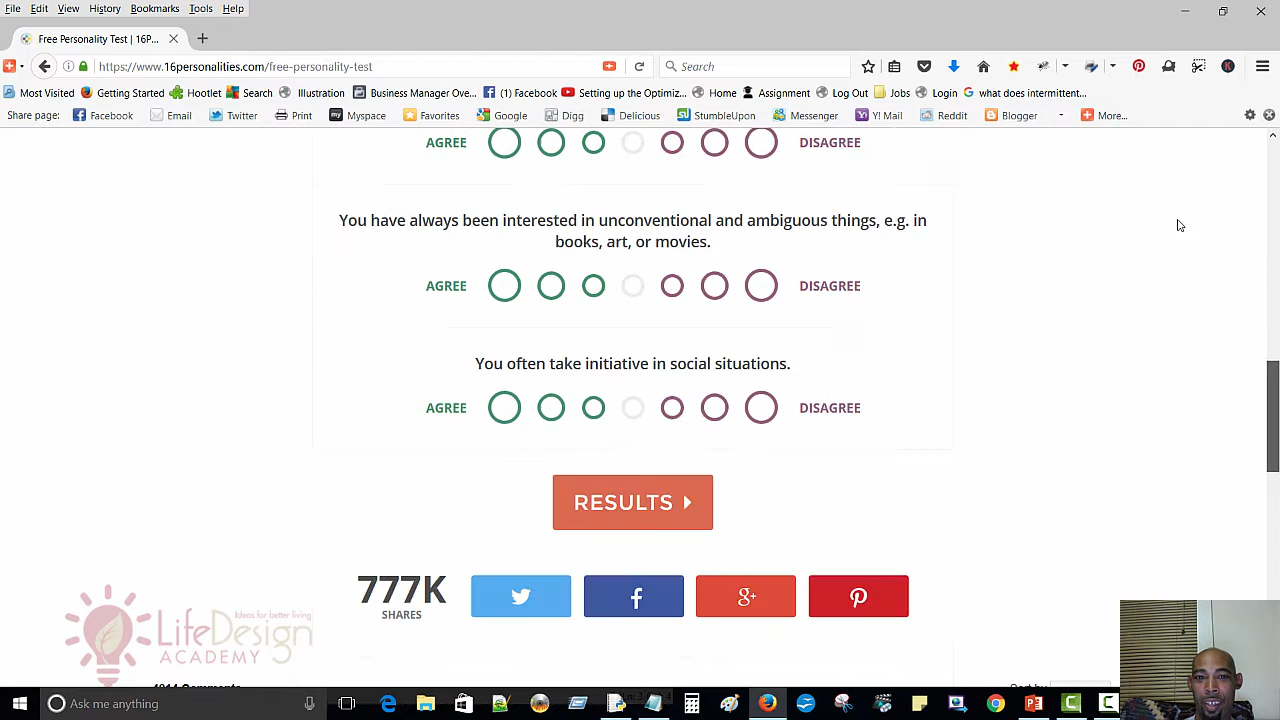 File Edit View History Bookmarks Tools Help
Free Personality Test | 16P...
https://www.16personalities.com/free-personality-test
Search
Most Visited Getting Started Hootlet Search Illustration Business Manager Ove... (1) Facebook Setting up the Optimiz... Home Assignment Log Out Jobs Login what does intermittent...
Share page: Facebook Email Twitter Print Myspace Favorites Google Digg Delicious StumbleUpon Messenger Y! Mail Reddit Blogger More...
AGREE DISAGREE
You have always been interested in unconventional and ambiguous things, e.g. in
books, art, or movies.
AGREE DISAGREE
You often take initiative in social situations.
AGREE DISAGREE
RESULTS
777K
SHARES
Ideas for better living
LifeDesign
ACADEMY
Ask me anything